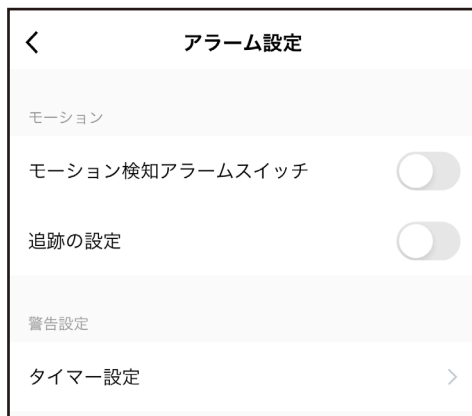 アラーム設定
モーション
モーション検知アラームスイッチ
追跡の設定
警告設定
タイマー設定